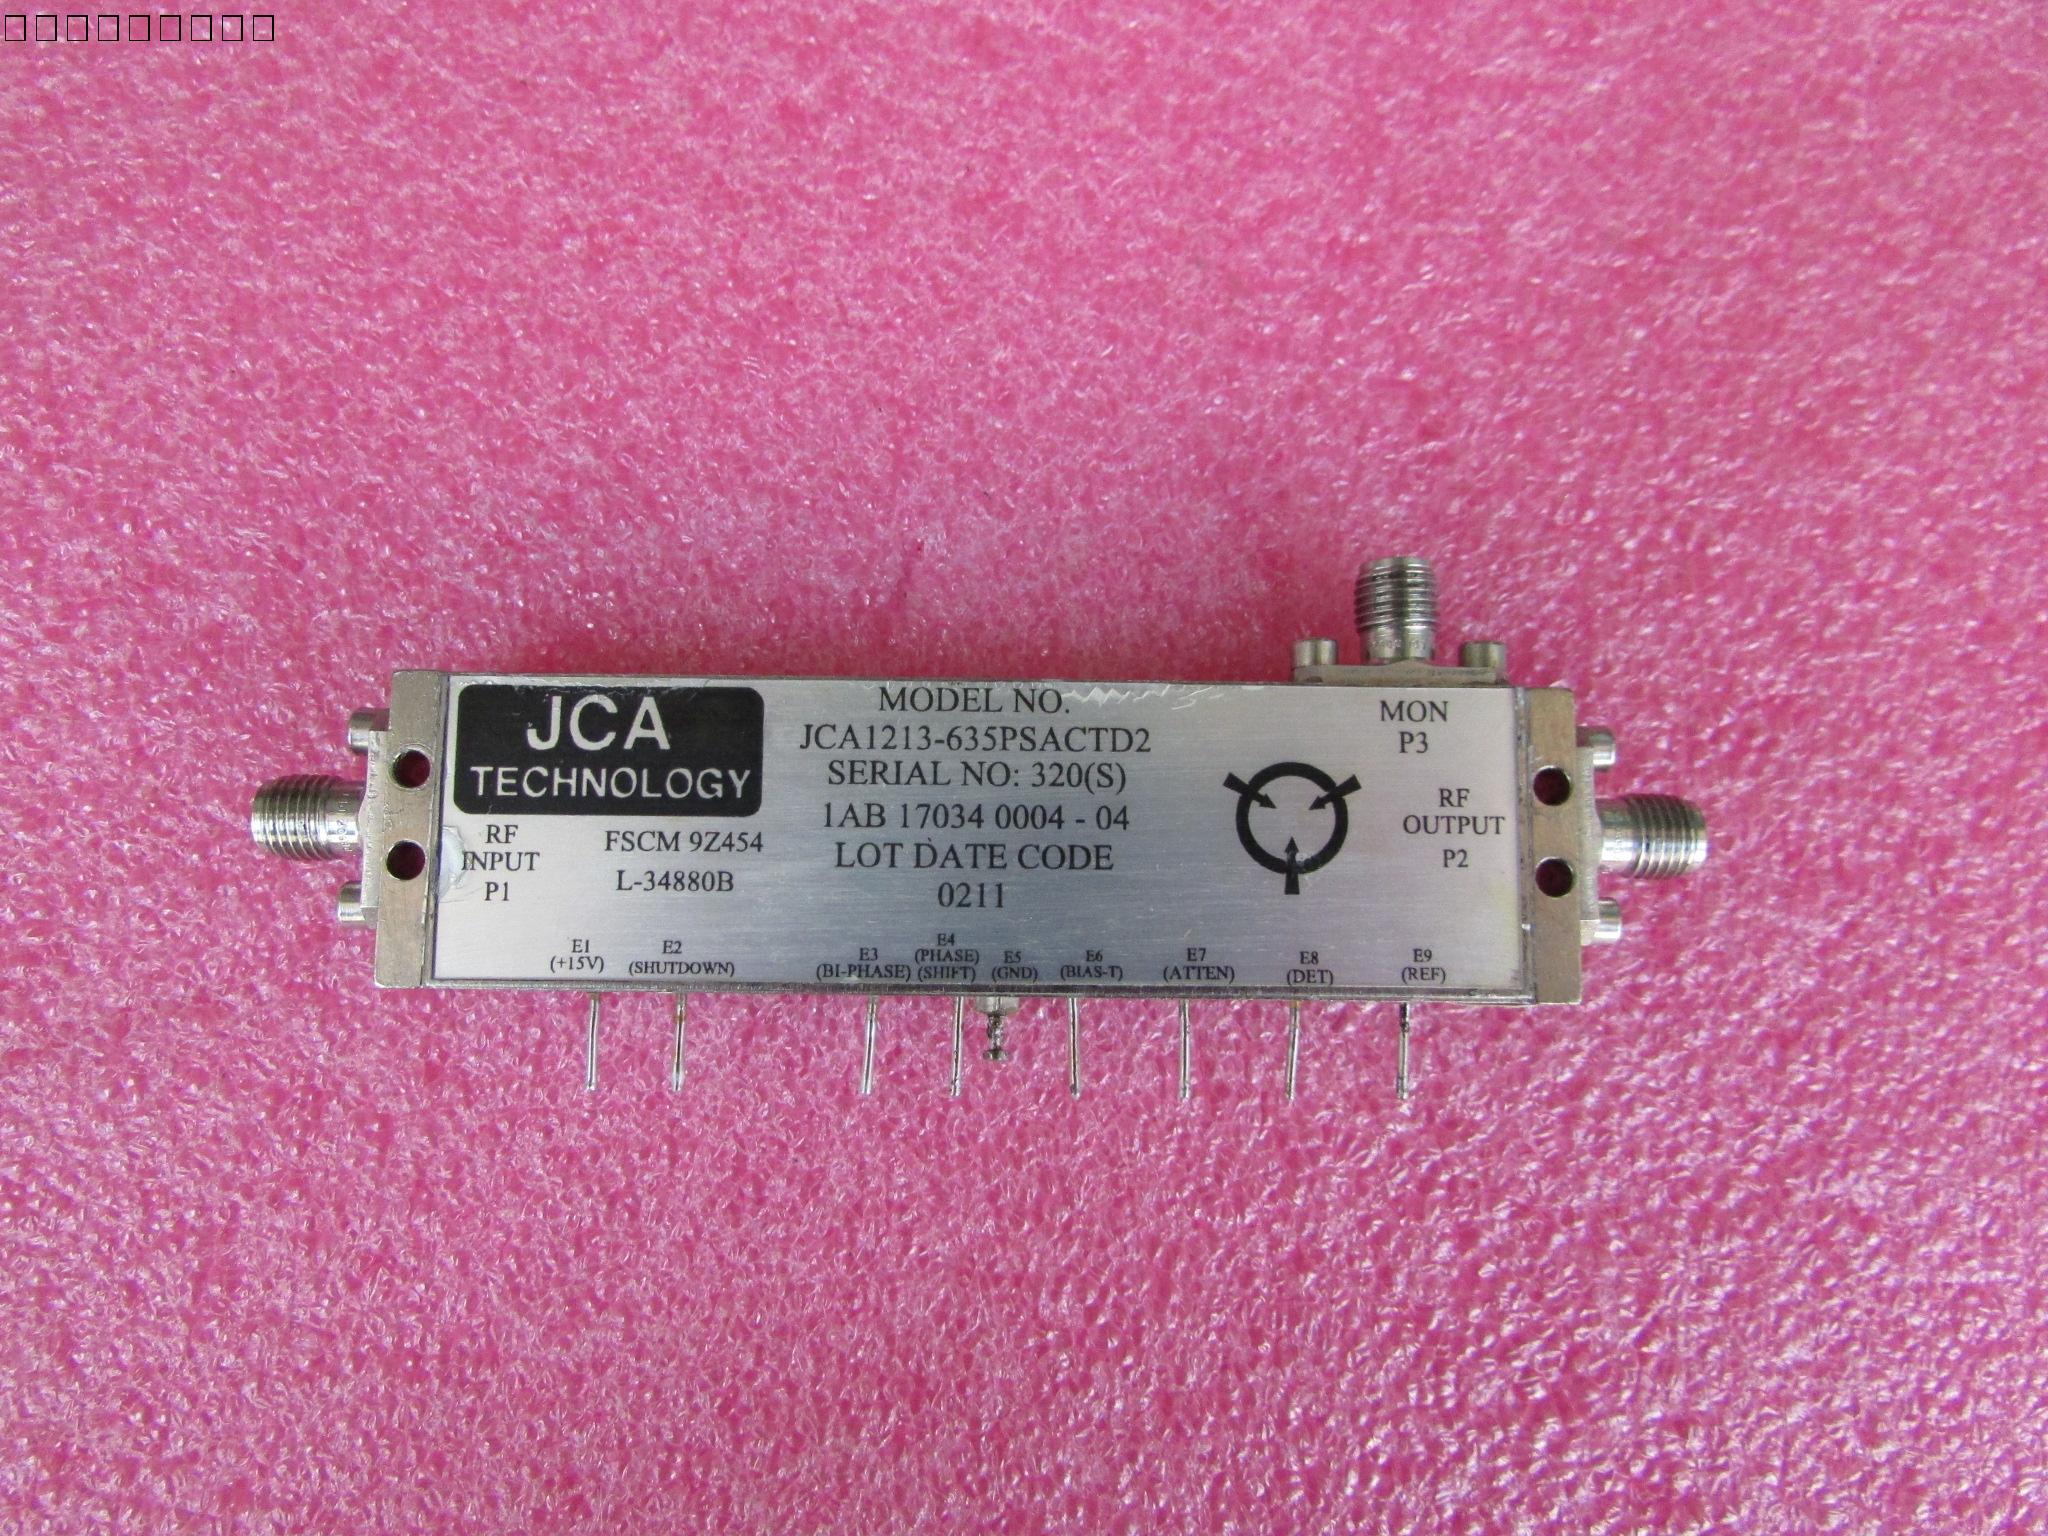 JCA
TECHNOLOGY
MODEL NO.
JCA1213-635PSACTD2
SERIAL NO: 320(S)
1AB 17034 0004 - 04
LOT DATE CODE
0211
FSCM 9Z454
L-34880B
RF
INPUT
P1
MON
P3
RF
OUTPUT
P2
E1
(+15V)
E2
(SHUTDOWN)
E3
(BI-PHASE)
E4
(PHASE)
(SHIFT)
E5
(GND)
E6
(BIAS-T)
E7
(ATTEN)
E8
(DET)
E9
(REF)